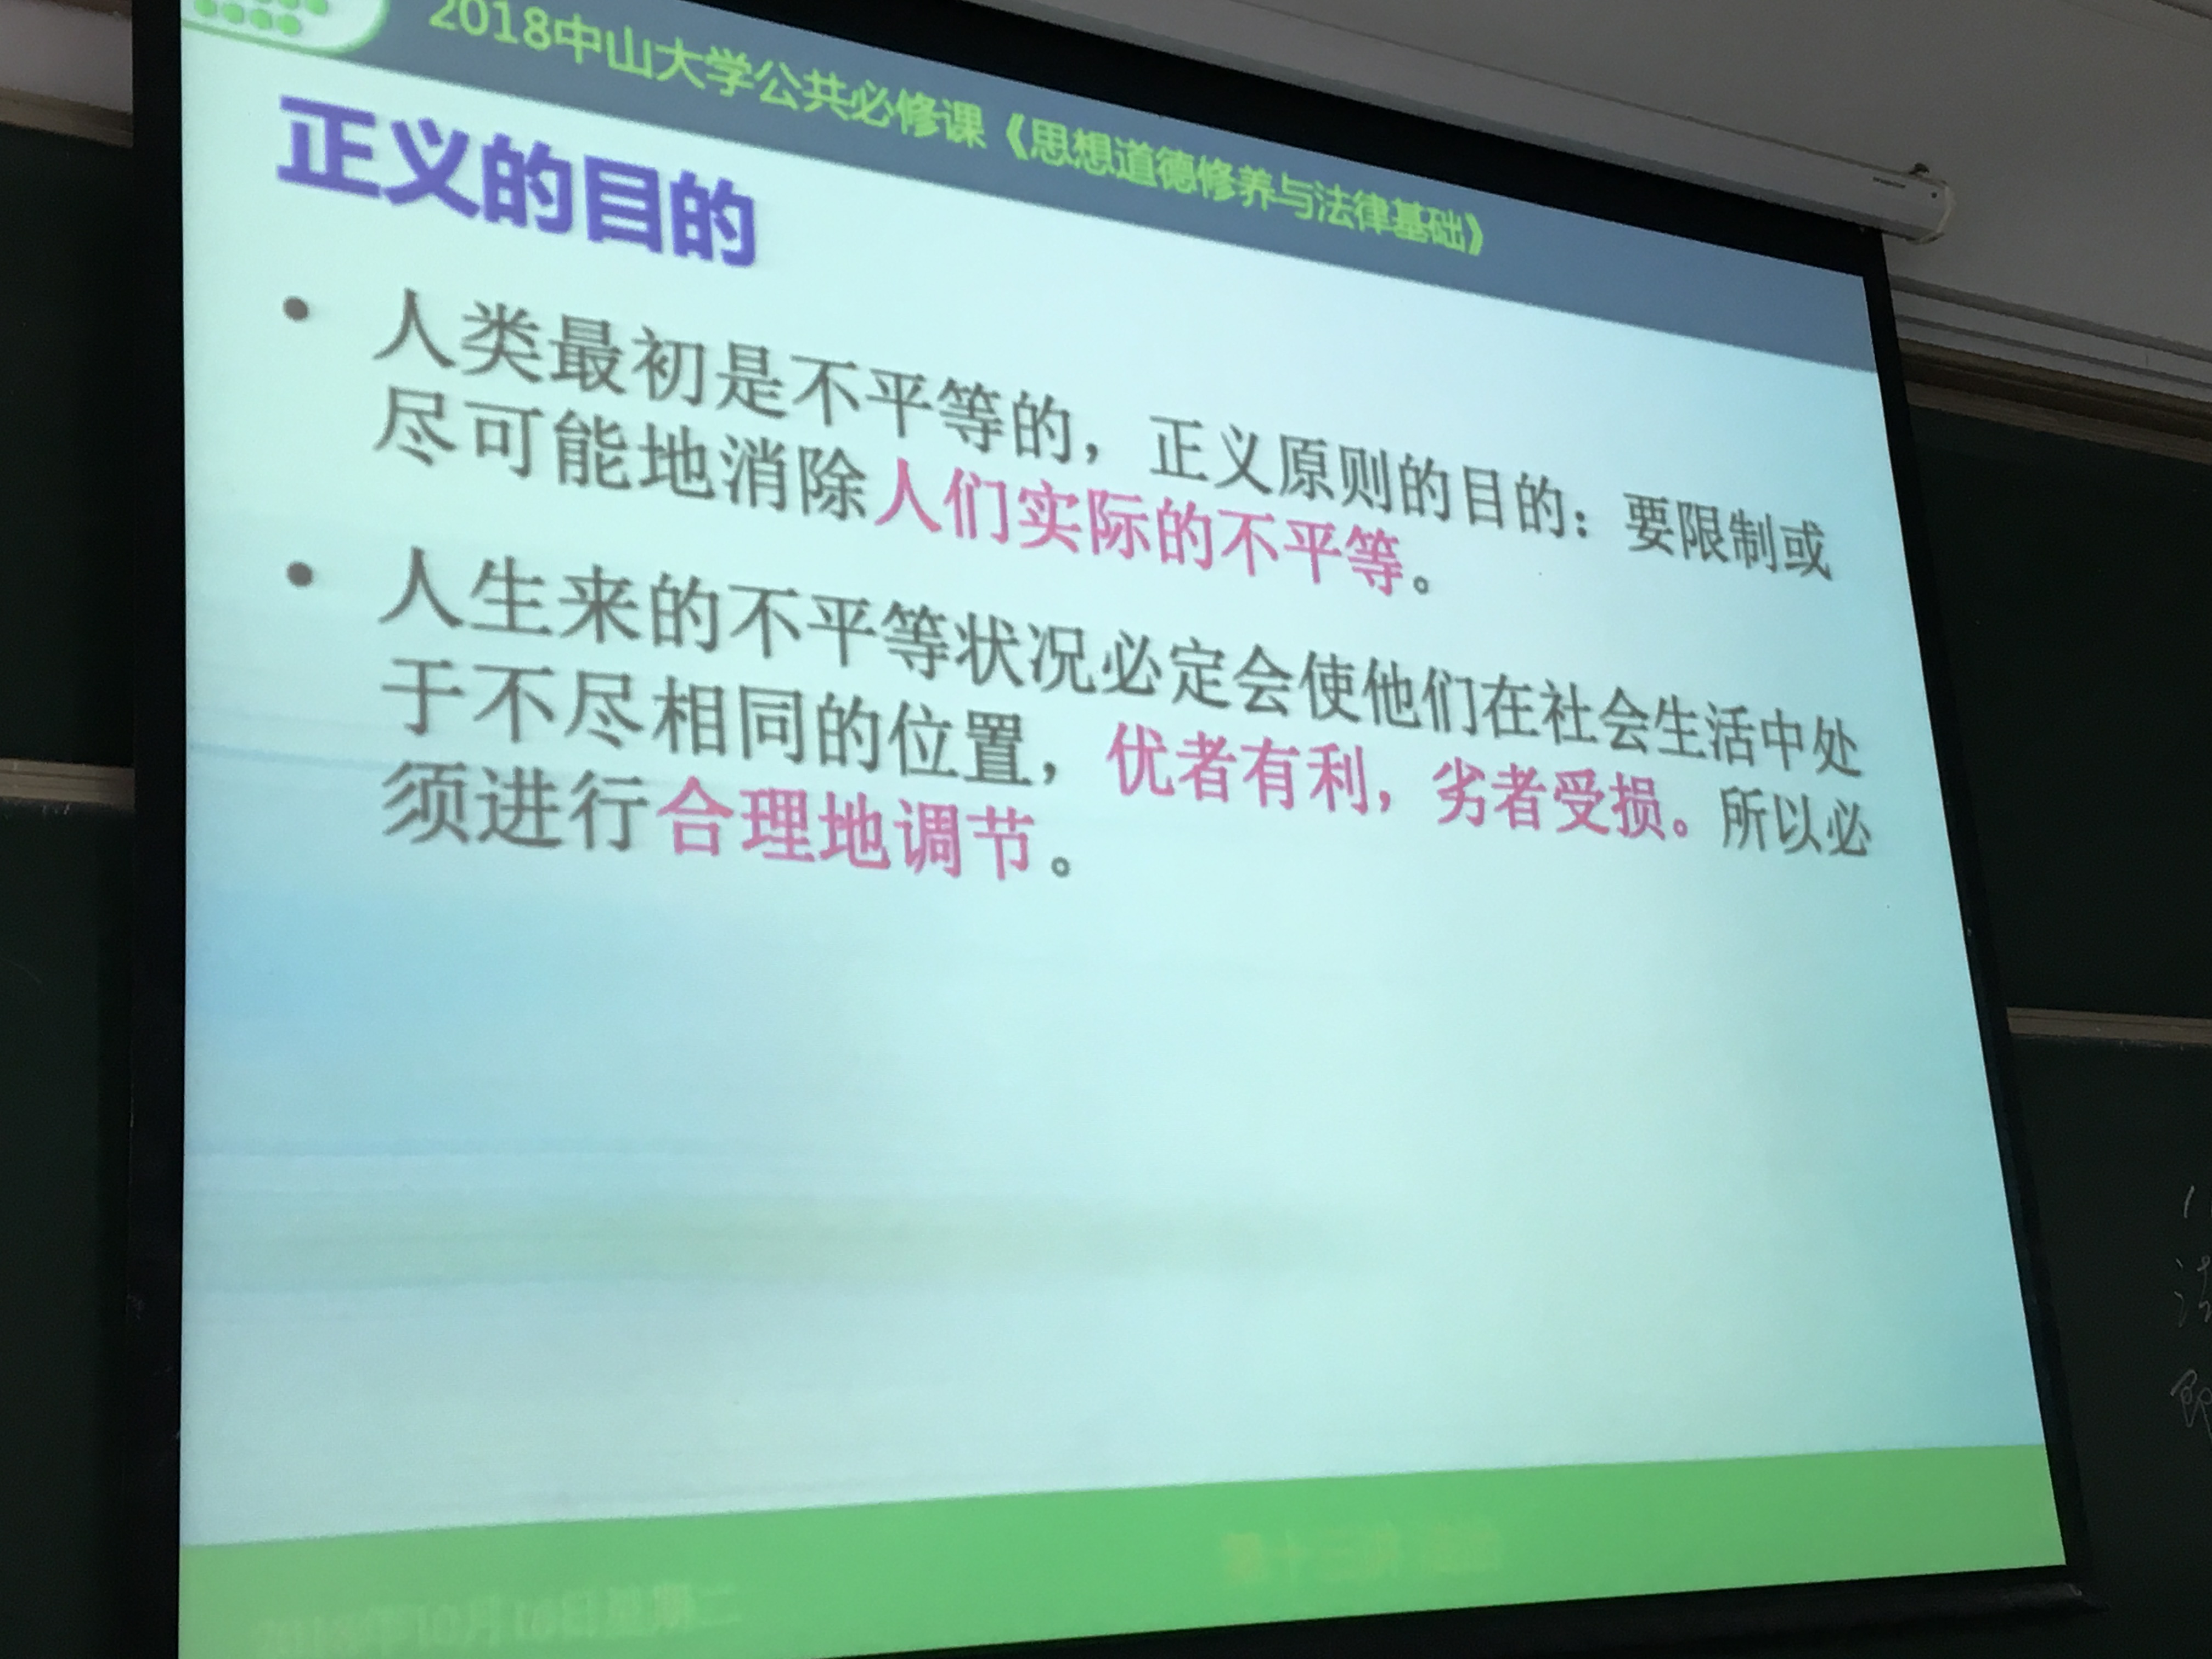 2018中山大学公共必修课《思想道德修养与法律基础》
正义的目的
• 人类最初是不平等的，正义原则的目的：要限制或
尽可能地消除人们实际的不平等。
• 人生来的不平等状况必定会使他们在社会生活中处
于不尽相同的位置，优者有利，劣者受损。所以必
须进行合理地调节。
2018年10月16日星期二